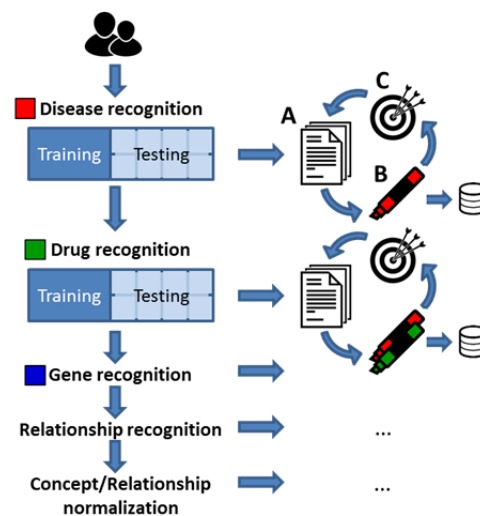 Disease recognition
A
C
Training
Testing
B
Drug recognition
Training
Testing
Gene recognition
Relationship recognition
...
Concept/Relationship
normalization
...